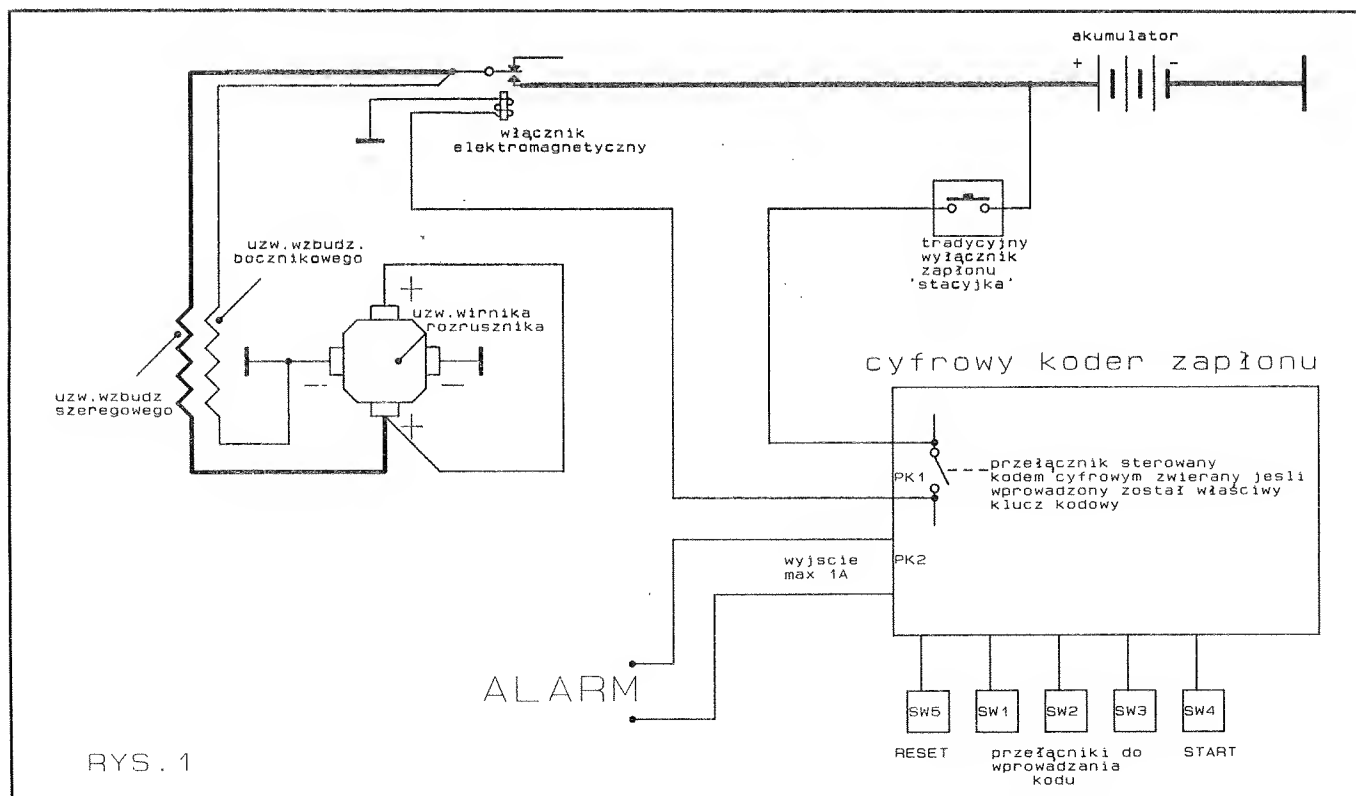 akumulator
+ -
włącznik
elektromagnetyczny
uzw.wzbudz.
bocznikowego
tradycyjny
wyłącznik
zapłonu
'stacyjka'
+
uzw.wirnika
rozrusznika
- -
+
uzw.wzbudz
szeregowego
cyfrowy koder zapłonu
PK1
przełącznik sterowany
kodem cyfrowym zwierany jesli
wprowadzony został właściwy
klucz kodowy
wyjscie
max 1A
PK2
ALARM
SW5 SW1 SW2 SW3 SW4
RESET
przełączniki do
wprowadzania
kodu
START
RYS.1